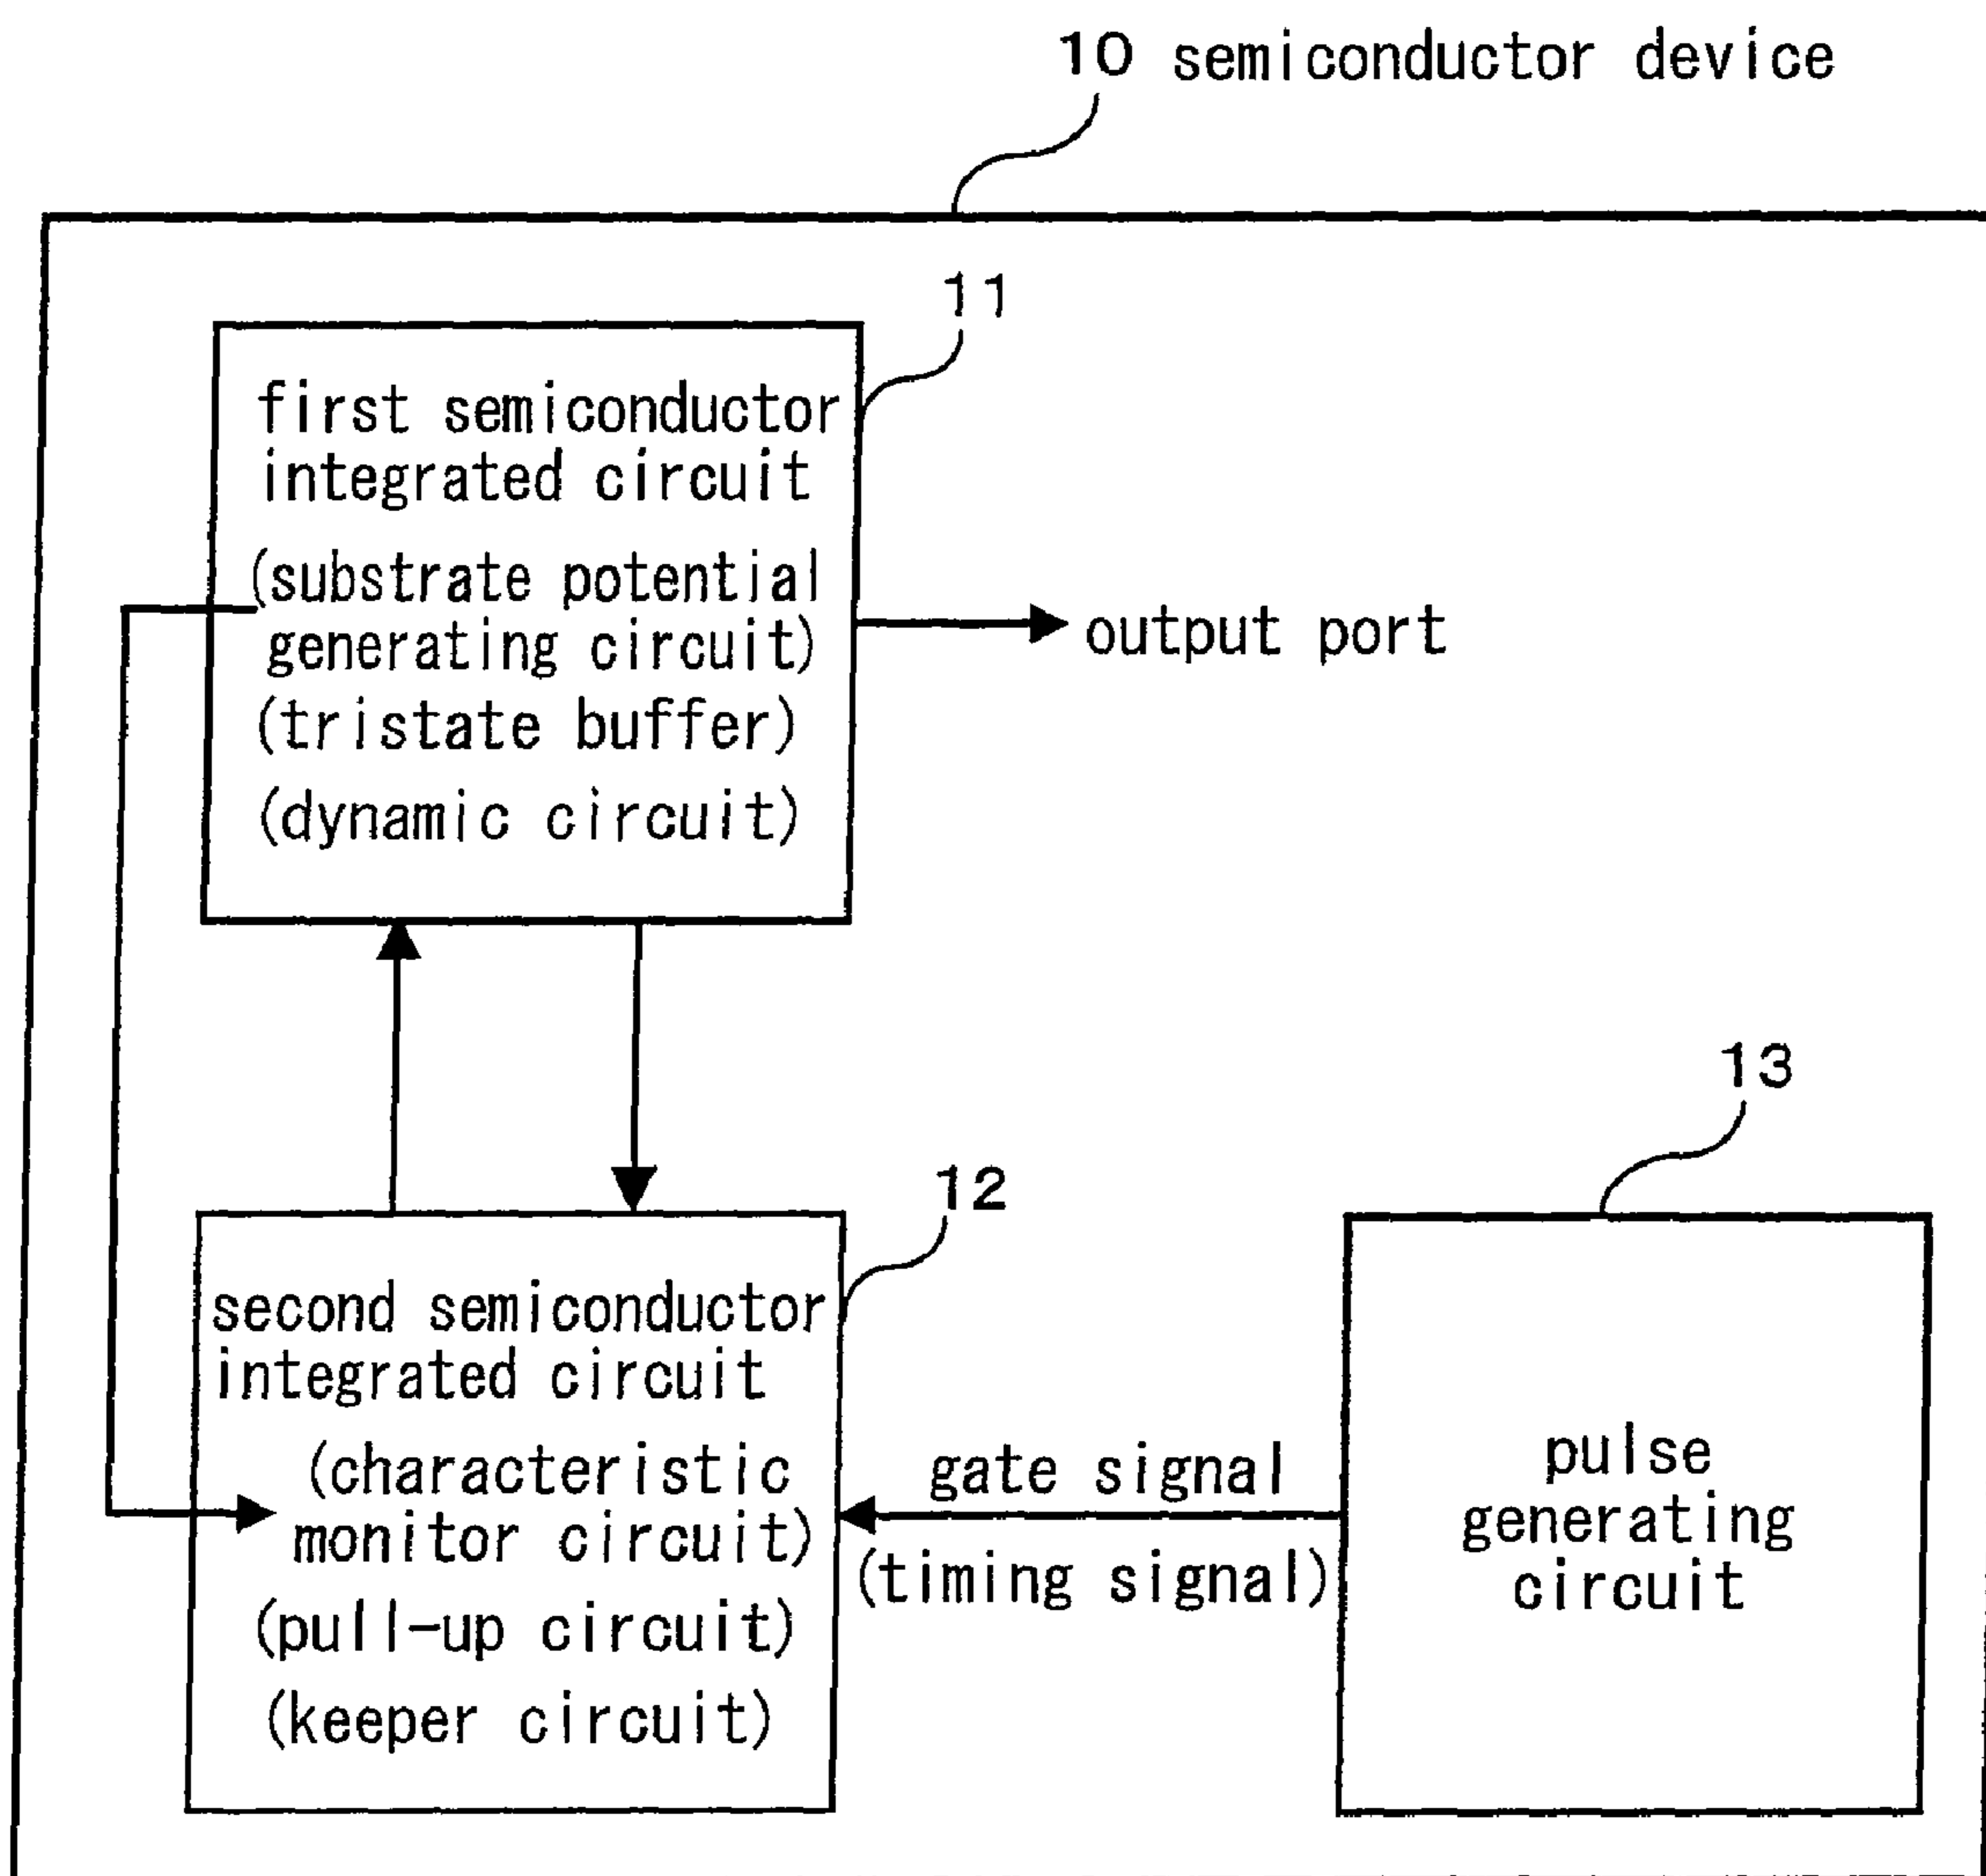 10 semiconductor device
11
first semiconductor
integrated circuit
(substrate potential
generating circuit)
(tristate buffer)
(dynamic circuit)
output port
12
second semiconductor
integrated circuit
(characteristic
monitor circuit)
(pull-up circuit)
(keeper circuit)
gate signal
(timing signal)
13
pulse
generating
circuit